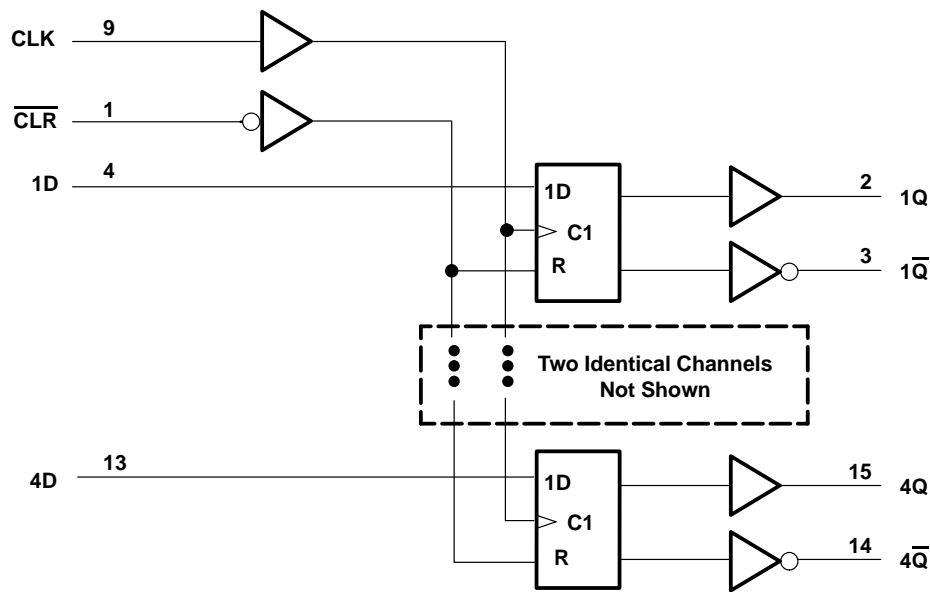 CLK 9
C̅L̅R̅ 1
1D 4
1D 2 1Q
C1
R 3 1Q̅
Two Identical Channels
Not Shown
4D 13
1D 15 4Q
C1
R 14 4Q̅